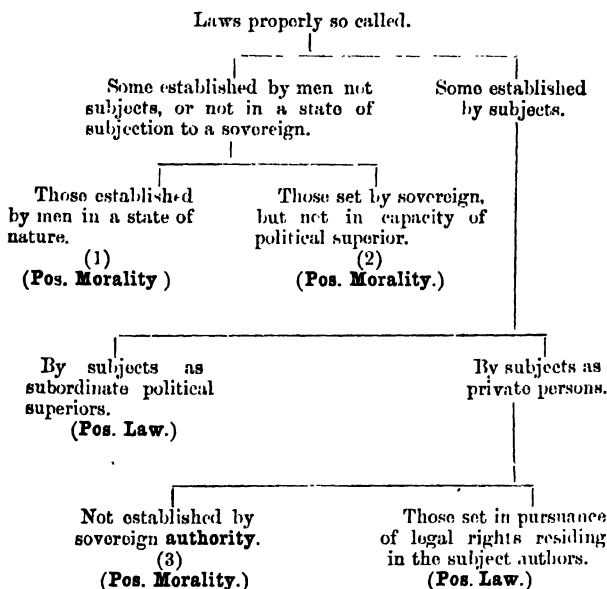 Laws properly so called.
Some established by men not
subjects, or not in a state of
subjection to a sovereign.
Some established
by subjects.
Those established
by men in a state of
nature.
(1)
(Pos. Morality )
Those set by sovereign,
but not in capacity of
political superior.
(2)
(Pos. Morality.)
By subjects as
subordinate political
superiors.
(Pos. Law.)
By subjects as
private persons.
Not established by
sovereign authority.
(3)
(Pos. Morality.)
Those set in pursuance
of legal rights residing
in the subject authors.
(Pos. Law.)